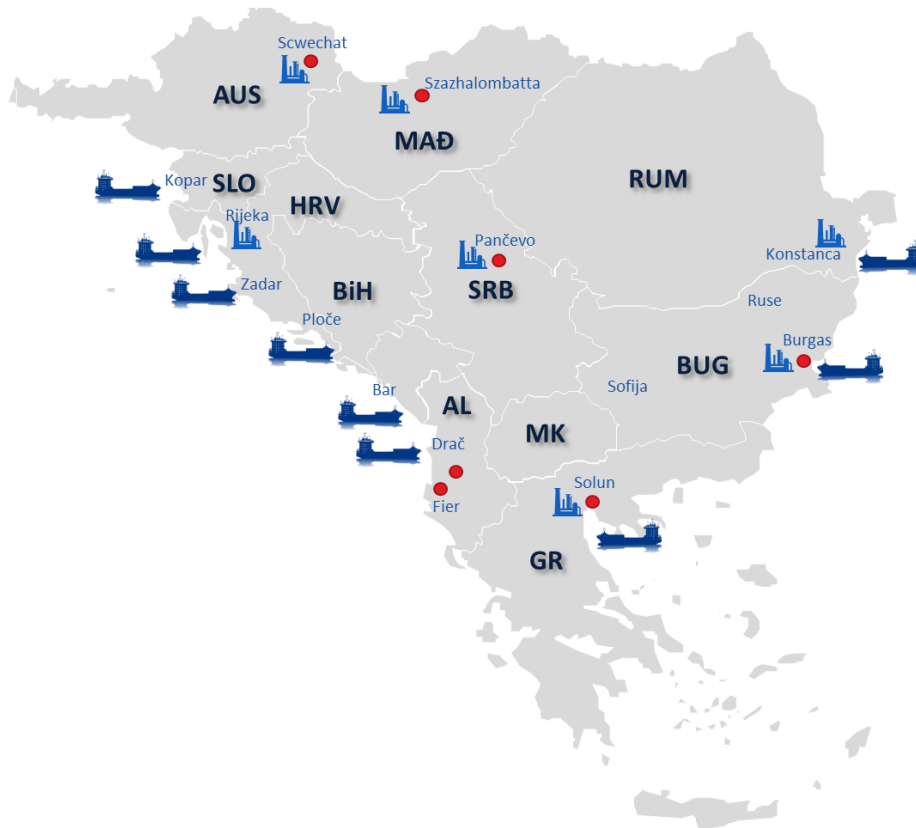 Scwechat
AUS
Szazhalombatta
MAĐ
Kopar
SLO
HRV
RUM
Rijeka
Pančevo
Konstanca
Zadar
BiH
SRB
Ruse
Ploče
Burgas
BUG
Bar
Sofija
AL
MK
Drač
Solun
Fier
GR